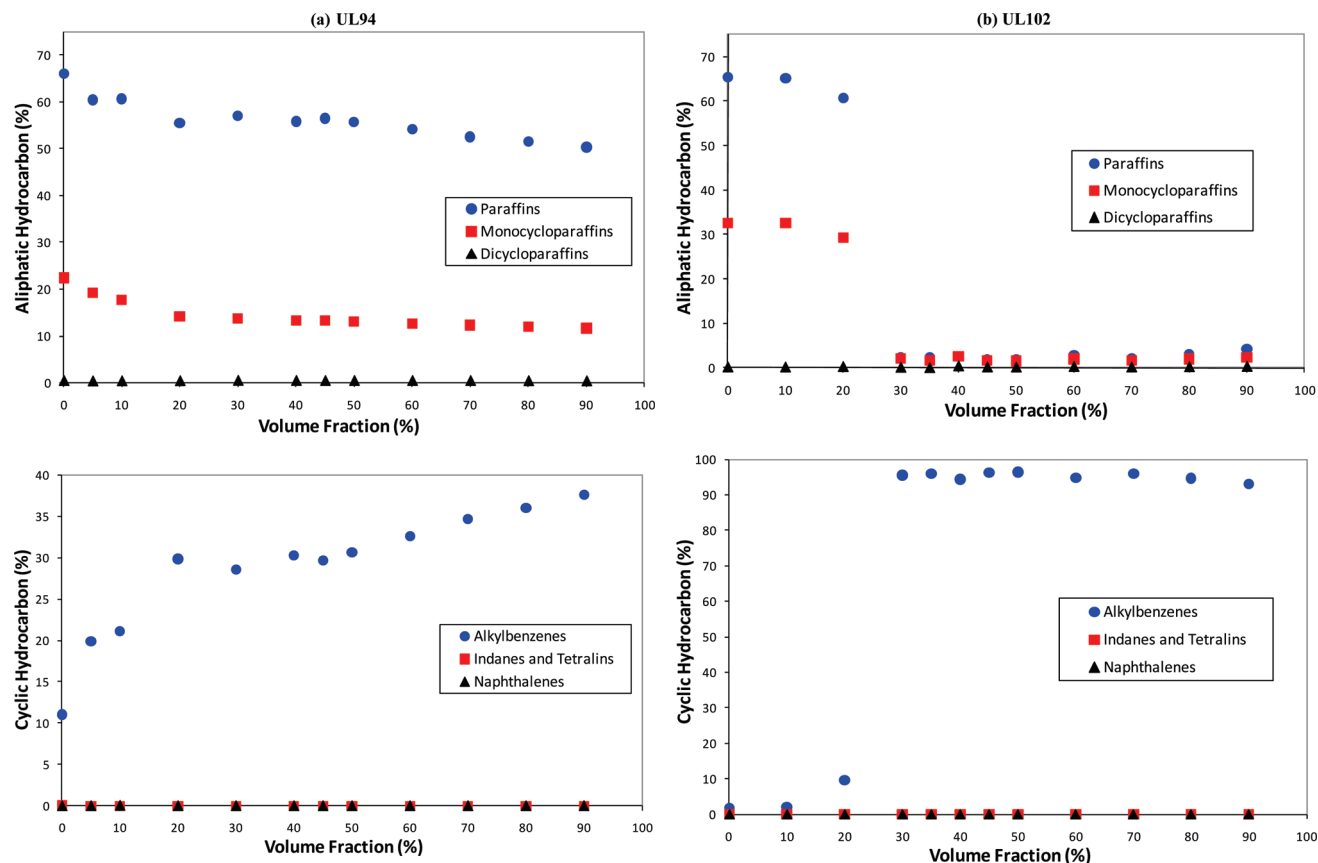 (a) UL94
70
60
50
40
30
20
10
0
Aliphatic Hydrocarbon (%)
Paraffins
Monocycloparaffins
Dicycloparaffins
0 10 20 30 40 50 60 70 80 90 100
Volume Fraction (%)
(b) UL102
70
60
50
40
30
20
10
0
Aliphatic Hydrocarbon (%)
Paraffins
Monocycloparaffins
Dicycloparaffins
0 10 20 30 40 50 60 70 80 90 100
Volume Fraction (%)
40
35
30
25
20
15
10
5
0
Cyclic Hydrocarbon (%)
Alkylbenzenes
Indanes and Tetralins
Naphthalenes
0 10 20 30 40 50 60 70 80 90 100
Volume Fraction (%)
100
90
80
70
60
50
40
30
20
10
0
Cyclic Hydrocarbon (%)
Alkylbenzenes
Indanes and Tetralins
Naphthalenes
0 10 20 30 40 50 60 70 80 90 100
Volume Fraction (%)